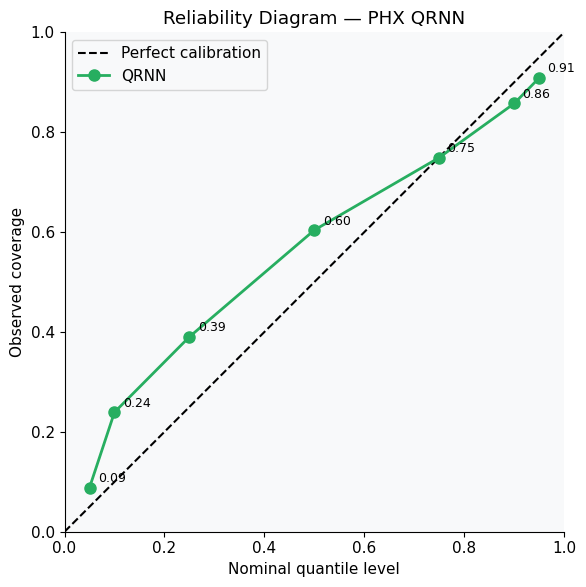 Reliability Diagram — PHX QRNN
1.0
Perfect calibration
QRNN
0.91
0.86
0.8
0.75
0.6
0.60
Observed coverage
0.4
0.39
0.24
0.2
0.09
0.0
0.0 0.2 0.4 0.6 0.8 1.0
Nominal quantile level